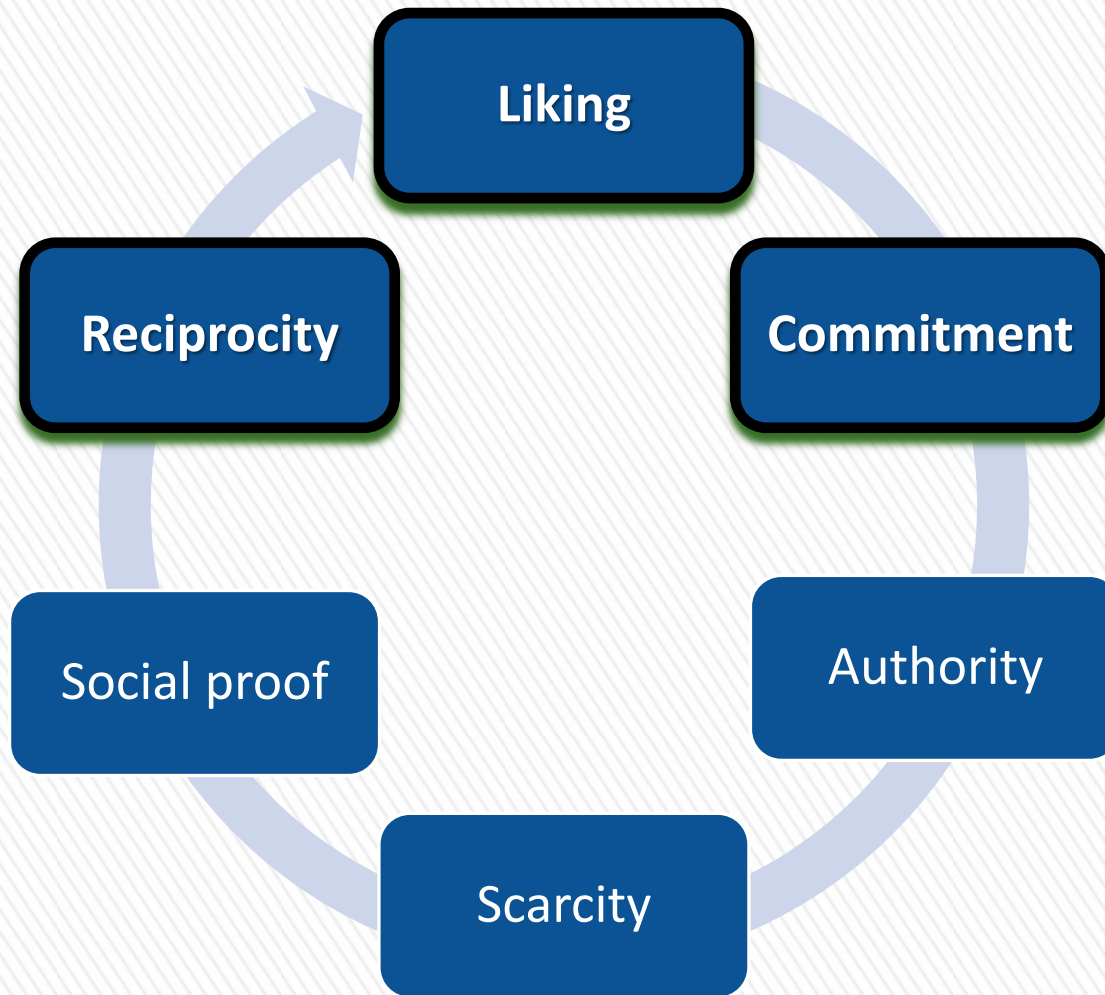 Liking
Reciprocity
Commitment
Social proof
Authority
Scarcity